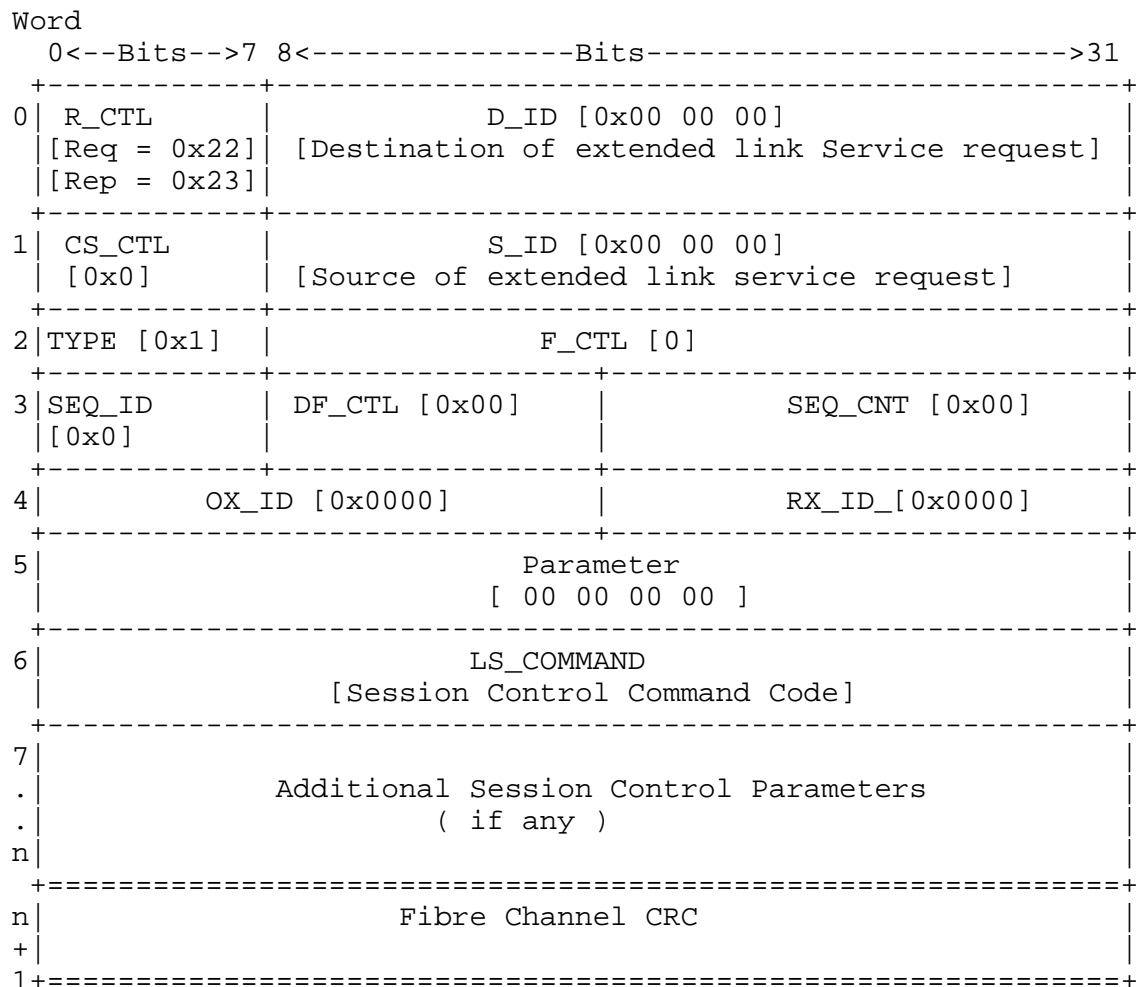 Word
  0<--Bits-->7 8<---------------Bits------------------------>31
 +------------+------------------------------------------------+
0| R_CTL      |            D_ID [0x00 00 00]                   |
 |[Req = 0x22]| [Destination of extended link Service request] |
 |[Rep = 0x23]|                                                |
 +------------+------------------------------------------------+
1| CS_CTL     |            S_ID [0x00 00 00]                   |
 | [0x0]      | [Source of extended link service request]      |
 +------------+------------------------------------------------+
2|TYPE [0x1]  |               F_CTL [0]                        |
 +------------+------------------+-----------------------------+
3|SEQ_ID      | DF_CTL [0x00]    |          SEQ_CNT [0x00]     |
 |[0x0]       |                  |                             |
 +------------+------------------+-----------------------------+
4|         OX_ID [0x0000]        |          RX_ID_[0x0000]     |
 +-------------------------------+-----------------------------+
5|                           Parameter                         |
 |                         [ 00 00 00 00 ]                     |
 +-------------------------------------------------------------+
6|                        LS_COMMAND                           |
 |                [Session Control Command Code]               |
 +-------------------------------------------------------------+
7|                                                             |
.|             Additional Session Control Parameters           |
.|                      ( if any )                             |
n|                                                             |
 +=============================================================+
n|                    Fibre Channel CRC                        |
+|                                                             |
1+=============================================================+